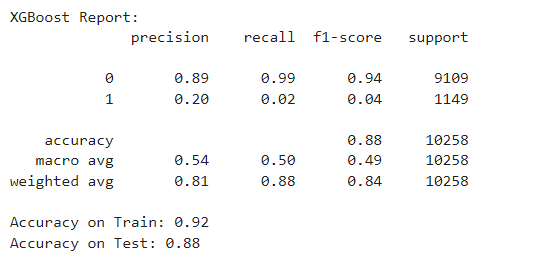 XGBoost Report:
precision recall f1-score support
0 0.89 0.99 0.94 9109
1 0.20 0.02 0.04 1149
accuracy 0.88 10258
macro avg 0.54 0.50 0.49 10258
weighted avg 0.81 0.88 0.84 10258
Accuracy on Train: 0.92
Accuracy on Test: 0.88